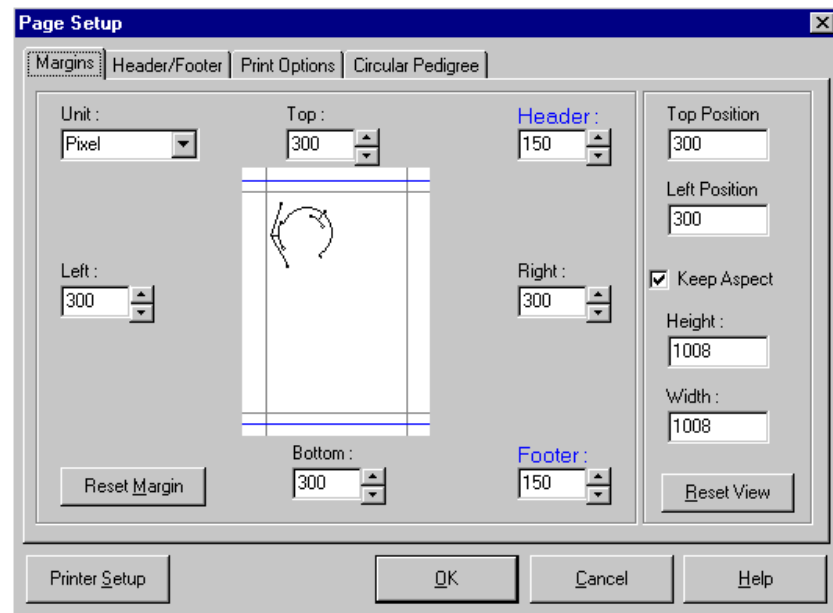 Page Setup
Margins Header/Footer Print Options Circular Pedigree
Unit :
Pixel
Top :
300
Header :
150
Left :
300
Right :
300
Bottom :
300
Footer :
150
Reset Margin
Top Position
300
Left Position
300
Keep Aspect
Height :
1008
Width :
1008
Reset View
Printer Setup
OK
Cancel
Help